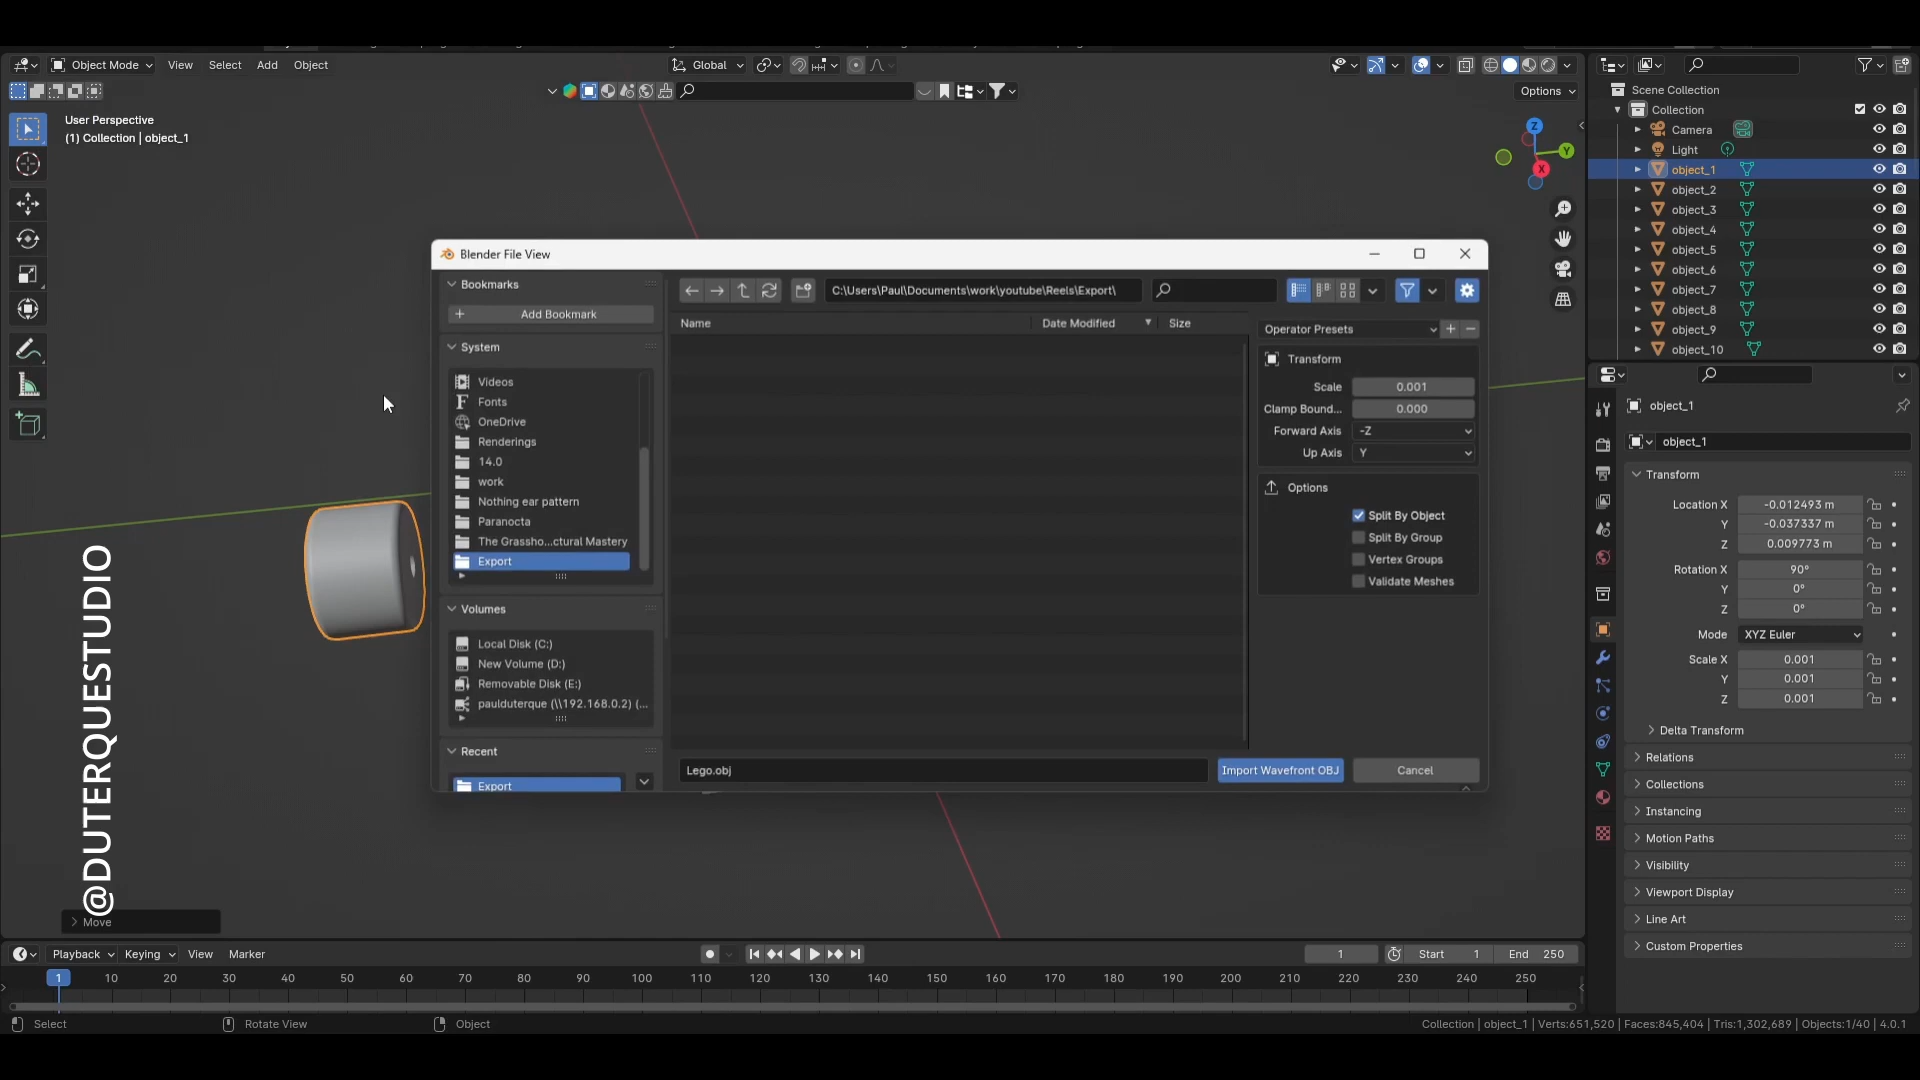 Object Mode
View
Select
Add
Object
Global
Options
User Perspective
(1) Collection | object_1
Z
Y
X
Scene Collection
Collection
Camera
Light
object_1
object_2
object_3
object_4
object_5
object_6
object_7
object_8
object_9
object_10
Blender File View
Bookmarks
Add Bookmark
System
Videos
Fonts
OneDrive
Renderings
14.0
work
Nothing ear pattern
Paranocta
The Grassho...ctural Mastery
Export
Volumes
Local Disk (C:)
New Volume (D:)
Removable Disk (E:)
paulduterque (\\192.168.0.2) (...
Recent
Export
C:\Users\Paul\Documents\work\youtube\Reels\Export\
Name
Date Modified
Size
Lego.obj
Import Wavefront OBJ
Cancel
Operator Presets
Transform
Scale 0.001
Clamp Bound... 0.000
Forward Axis -Z
Up Axis Y
Options
Split By Object
Split By Group
Vertex Groups
Validate Meshes
object_1
object_1
Transform
Location X -0.012493 m
Y -0.037337 m
Z 0.009773 m
Rotation X 90°
Y 0°
Z 0°
Mode XYZ Euler
Scale X 0.001
Y 0.001
Z 0.001
Delta Transform
Relations
Collections
Instancing
Motion Paths
Visibility
Viewport Display
Line Art
Custom Properties
@DUTERQUESTUDIO
Move
Playback
Keying
View
Marker
1
Start 1
End 250
1 10 20 30 40 50 60 70 80 90 100 110 120 130 140 150 160 170 180 190 200 210 220 230 240 250
Select
Rotate View
Object
Collection | object_1 | Verts:651,520 | Faces:845,404 | Tris:1,302,689 | Objects:1/40 | 4.0.1